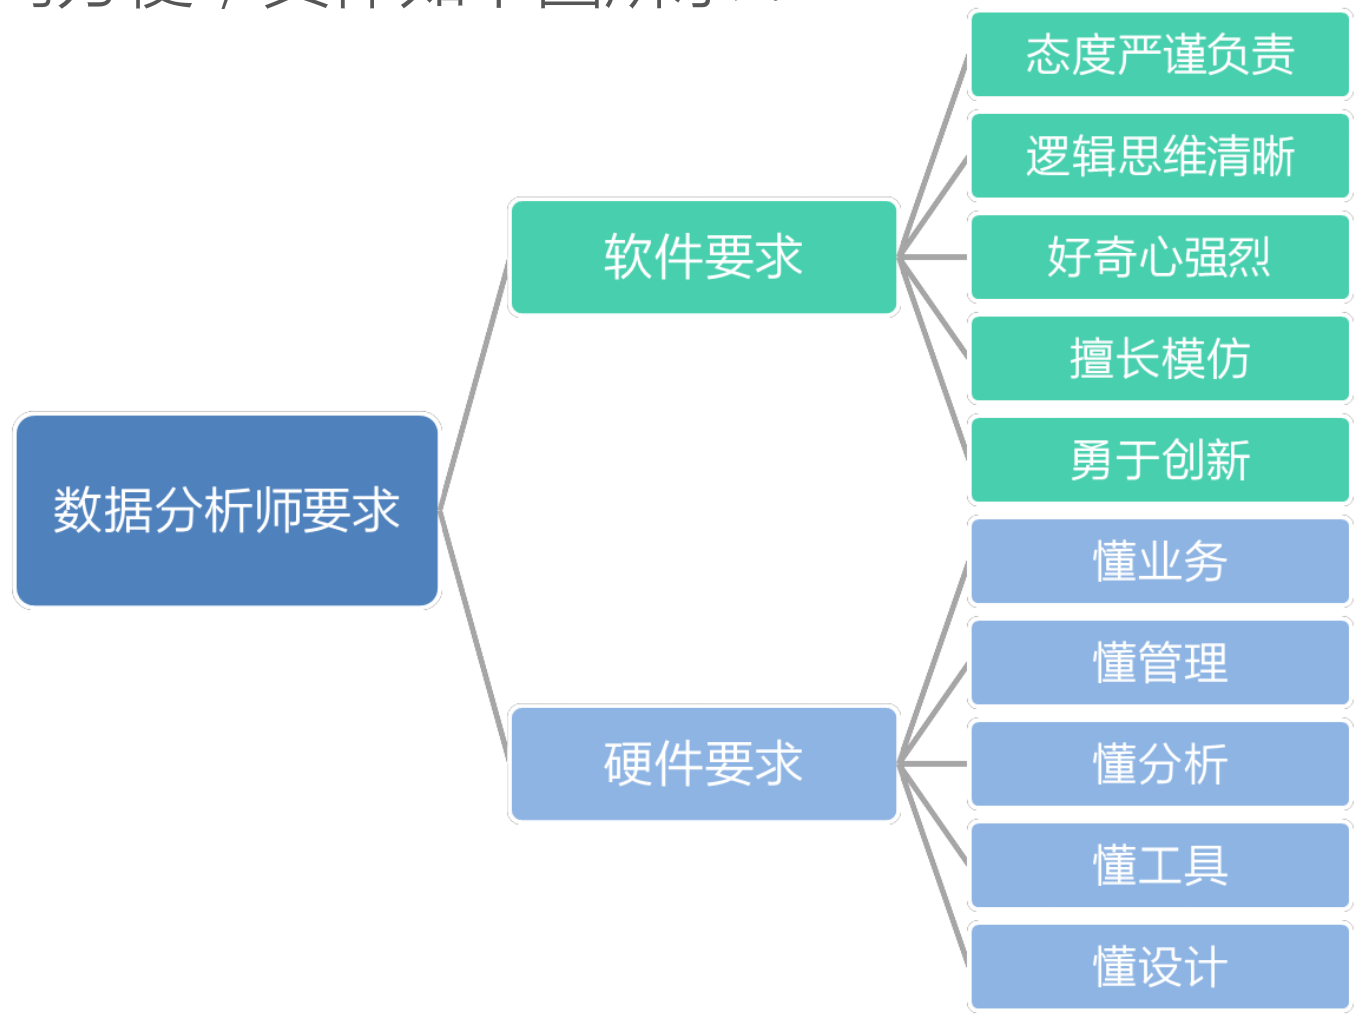 数据分析师要求
软件要求
态度严谨负责
逻辑思维清晰
好奇心强烈
擅长模仿
勇于创新
硬件要求
懂业务
懂管理
懂分析
懂工具
懂设计